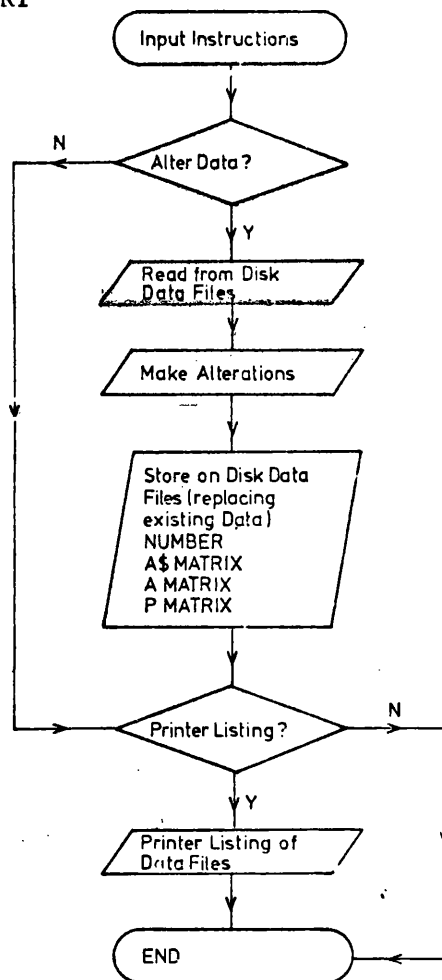 Input Instructions
N
Alter Data?
Y
Read from Disk
Data Files
Make Alterations
Store on Disk Data
Files (replacing
existing Data)
NUMBER
A$ MATRIX
A MATRIX
P MATRIX
Printer Listing?
N
Y
Printer Listing of
Data Files
END